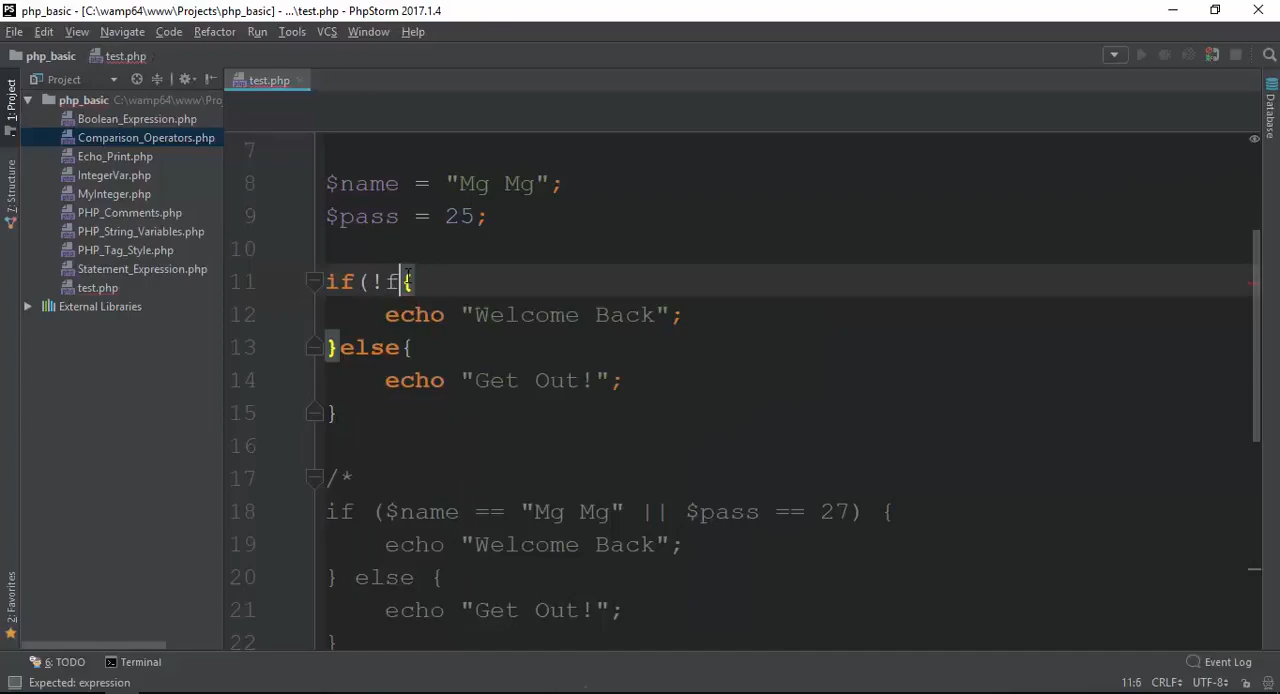 php_basic - [C:\wamp64\www\Projects\php_basic] - ...\test.php - PhpStorm 2017.1.4
File Edit View Navigate Code Refactor Run Tools VCS Window Help
php_basic test.php
1: Project
7: Structure
2: Favorites
Project
php_basic C:\wamp64\www\Pro
Boolean_Expression.php
Comparison_Operators.php
Echo_Print.php
IntegerVar.php
MyInteger.php
PHP_Comments.php
PHP_String_Variables.php
PHP_Tag_Style.php
Statement_Expression.php
test.php
External Libraries
test.php
7
8 $name = "Mg Mg";
9 $pass = 25;
10
11 if(!f{
12 echo "Welcome Back";
13 }else{
14 echo "Get Out!";
15 }
16
17 /*
18 if ($name == "Mg Mg" || $pass == 27) {
19 echo "Welcome Back";
20 } else {
21 echo "Get Out!";
22 }
Database
6: TODO Terminal Event Log
Expected: expression 11:6 CRLF UTF-8